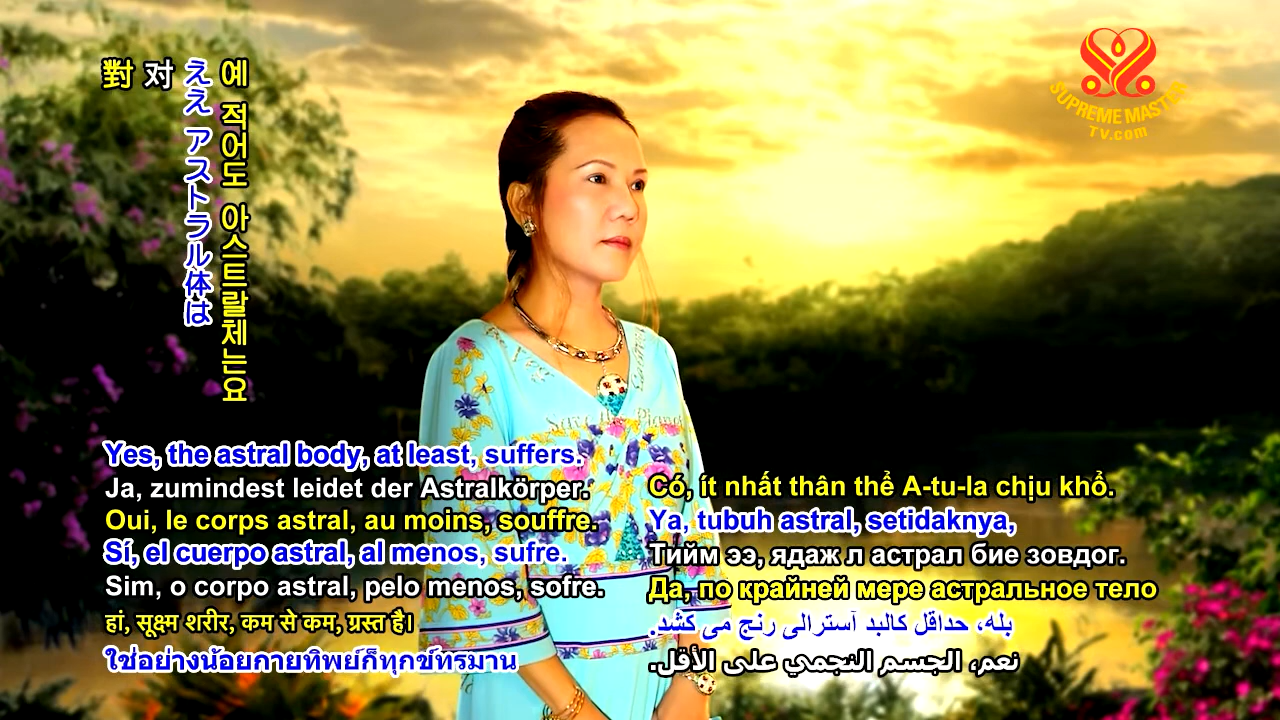 對
对
ええ アストラル体は
예 적어도 아스트랄체는요
SUPREME MASTER
TV.com
Save the Planet
Yes, the astral body, at least, suffers.
Ja, zumindest leidet der Astralkörper.
Oui, le corps astral, au moins, souffre.
Sí, el cuerpo astral, al menos, sufre.
Sim, o corpo astral, pelo menos, sofre.
हां, सूक्ष्म शरीर, कम से कम, ग्रस्त है।
ใช่อย่างน้อยกายทิพย์ก็ทุกข์ทรมาน
Có, ít nhất thân thể A-tu-la chịu khổ.
Ya, tubuh astral, setidaknya,
Тийм ээ, ядаж л астрал бие зовдог.
Да, по крайней мере астральное тело
بله، حداقل کالبد آسترالی رنج می کشد.
نعم، الجسم النجمي على الأقل.